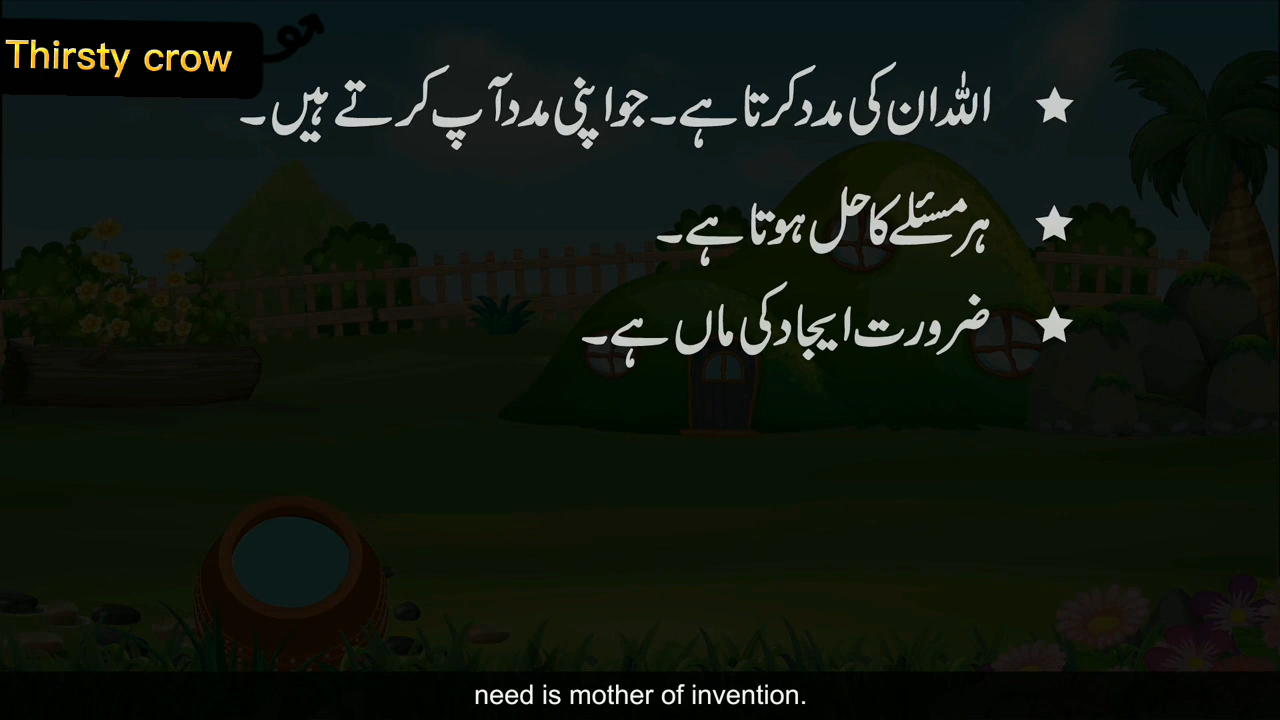 Thirsty crow
اللہ ان کی مدد کرتا ہے۔ جو اپنی مدد آپ کرتے ہیں۔
ہر مسئلے کا حل ہوتا ہے۔
ضرورت ایجاد کی ماں ہے۔
need is mother of invention.